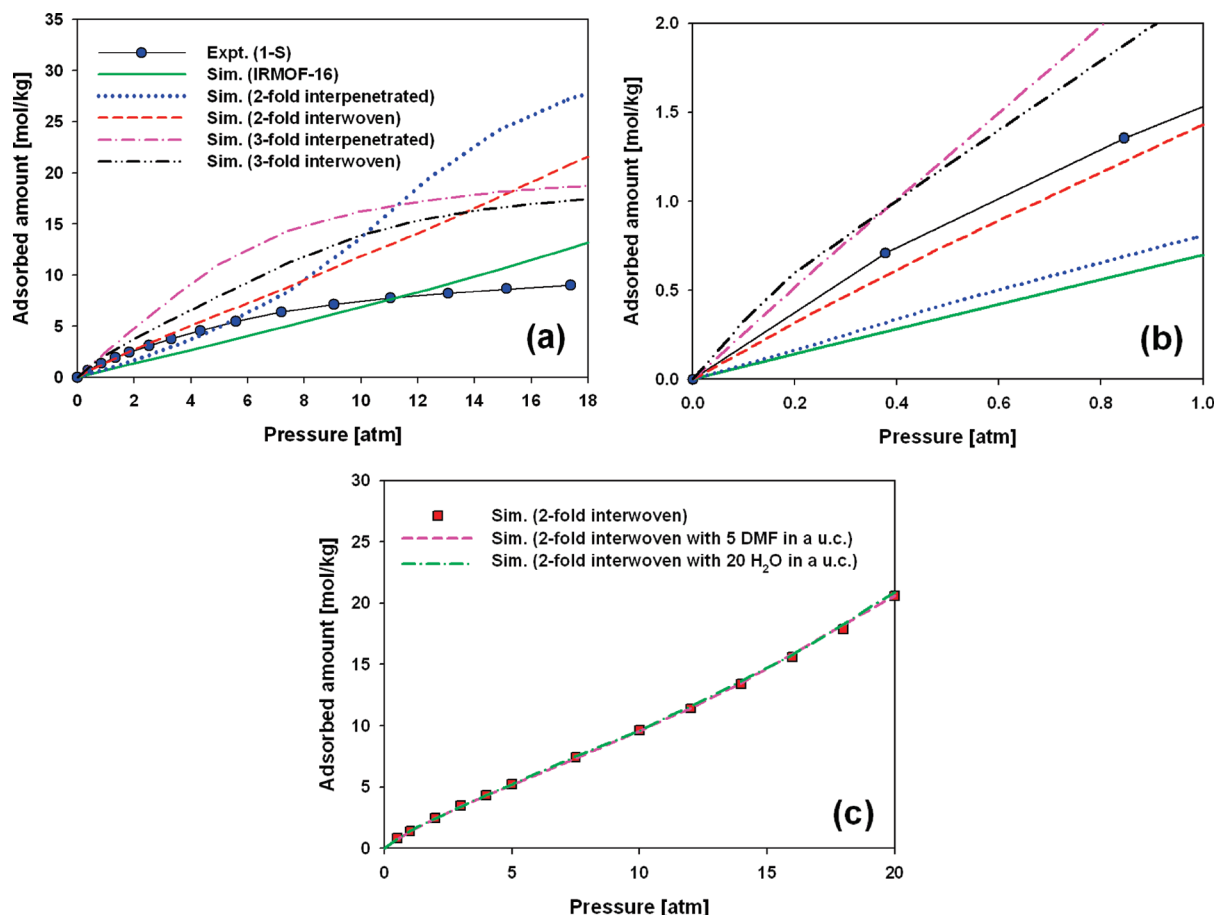 35
30
25
20
15
10
5
0
Adsorbed amount [mol/kg]
Expt. (1-S)
Sim. (IRMOF-16)
Sim. (2-fold interpenetrated)
Sim. (2-fold interwoven)
Sim. (3-fold interpenetrated)
Sim. (3-fold interwoven)
(a)
0 2 4 6 8 10 12 14 16 18
Pressure [atm]
2.0
1.5
1.0
0.5
0.0
Adsorbed amount [mol/kg]
(b)
0.0 0.2 0.4 0.6 0.8 1.0
Pressure [atm]
30
25
20
15
10
5
0
Adsorbed amount [mol/kg]
Sim. (2-fold interwoven)
Sim. (2-fold interwoven with 5 DMF in a u.c.)
Sim. (2-fold interwoven with 20 H₂O in a u.c.)
(c)
0 5 10 15 20
Pressure [atm]